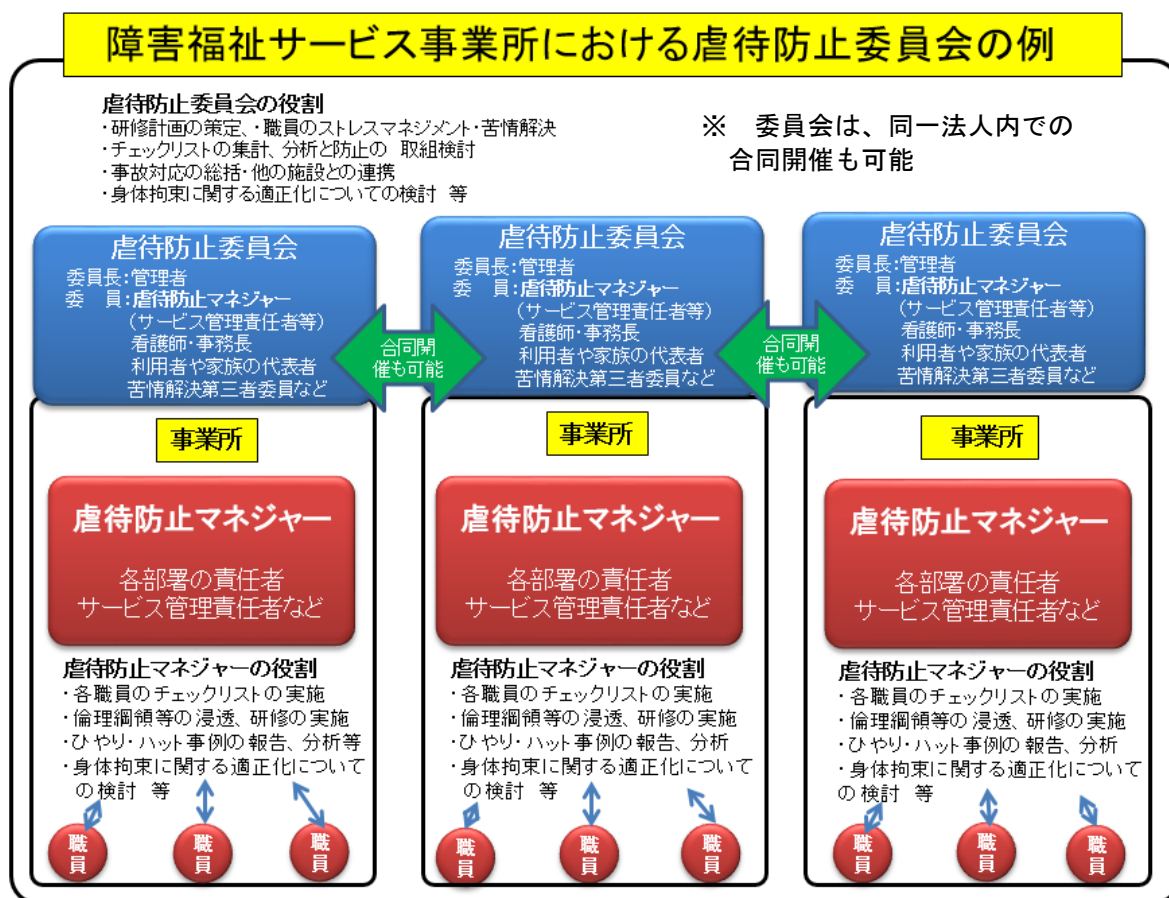 障害福祉サービス事業所における虐待防止委員会の例
虐待防止委員会の役割
・研修計画の策定、・職員のストレスマネジメント・苦情解決
・チェックリストの集計、分析と防止の 取組検討
・事故対応の総括・他の施設との連携
・身体拘束に関する適正化についての検討 等
※ 委員会は、同一法人内での
合同開催も可能
虐待防止委員会
委員長：管理者
委 員：虐待防止マネジャー
（サービス管理責任者等）
看護師・事務長
利用者や家族の代表者
苦情解決第三者委員など
合同開
催も可能
虐待防止委員会
委員長：管理者
委 員：虐待防止マネジャー
（サービス管理責任者等）
看護師・事務長
利用者や家族の代表者
苦情解決第三者委員など
合同開
催も可能
虐待防止委員会
委員長：管理者
委 員：虐待防止マネジャー
（サービス管理責任者等）
看護師・事務長
利用者や家族の代表者
苦情解決第三者委員など
事業所
虐待防止マネジャー
各部署の責任者
サービス管理責任者など
虐待防止マネジャーの役割
・各職員のチェックリストの実施
・倫理綱領等の浸透、研修の実施
・ひやり・ハット事例の報告、分析等
・身体拘束に関する適正化について
の検討 等
職員
職員
職員
事業所
虐待防止マネジャー
各部署の責任者
サービス管理責任者など
虐待防止マネジャーの役割
・各職員のチェックリストの実施
・倫理綱領等の浸透、研修の実施
・ひやり・ハット事例の報告、分析
・身体拘束に関する適正化について
の検討 等
職員
職員
職員
事業所
虐待防止マネジャー
各部署の責任者
サービス管理責任者など
虐待防止マネジャーの役割
・各職員のチェックリストの実施
・倫理綱領等の浸透、研修の実施
・ひやり・ハット事例の報告、分析
・身体拘束に関する適正化について
の検討 等
職員
職員
職員